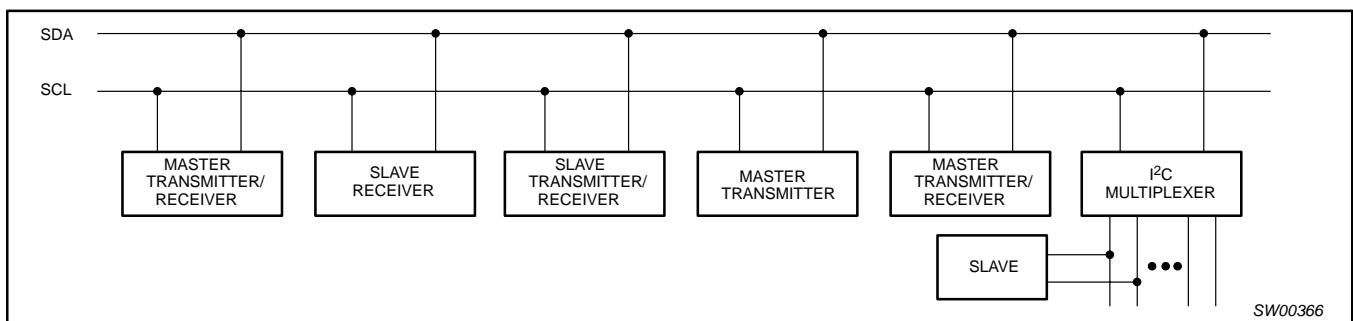 SDA
SCL
MASTER
TRANSMITTER/
RECEIVER
SLAVE
RECEIVER
SLAVE
TRANSMITTER/
RECEIVER
MASTER
TRANSMITTER
MASTER
TRANSMITTER/
RECEIVER
I²C
MULTIPLEXER
SLAVE
SW00366